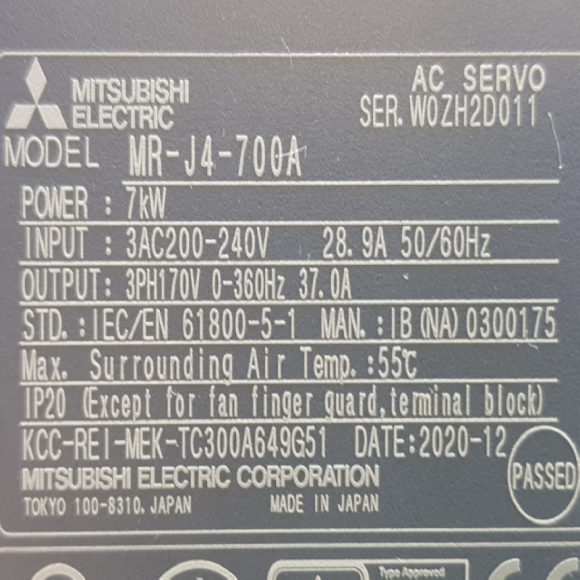 MITSUBISHI
ELECTRIC
AC SERVO
SER. W0ZH2D011
MODEL MR-J4-700A
POWER : 7kW
INPUT : 3AC200-240V 28.9A 50/60Hz
OUTPUT: 3PH170V 0-360Hz 37.0A
STD. : IEC/EN 61800-5-1 MAN. : IB(NA)0300175
Max. Surrounding Air Temp. :55℃
IP20 (Except for fan finger guard,terminal block)
KCC-REI-MEK-TC300A649G51 DATE:2020-12
MITSUBISHI ELECTRIC CORPORATION
PASSED
TOKYO 100-8310, JAPAN MADE IN JAPAN
Type Approved
CE